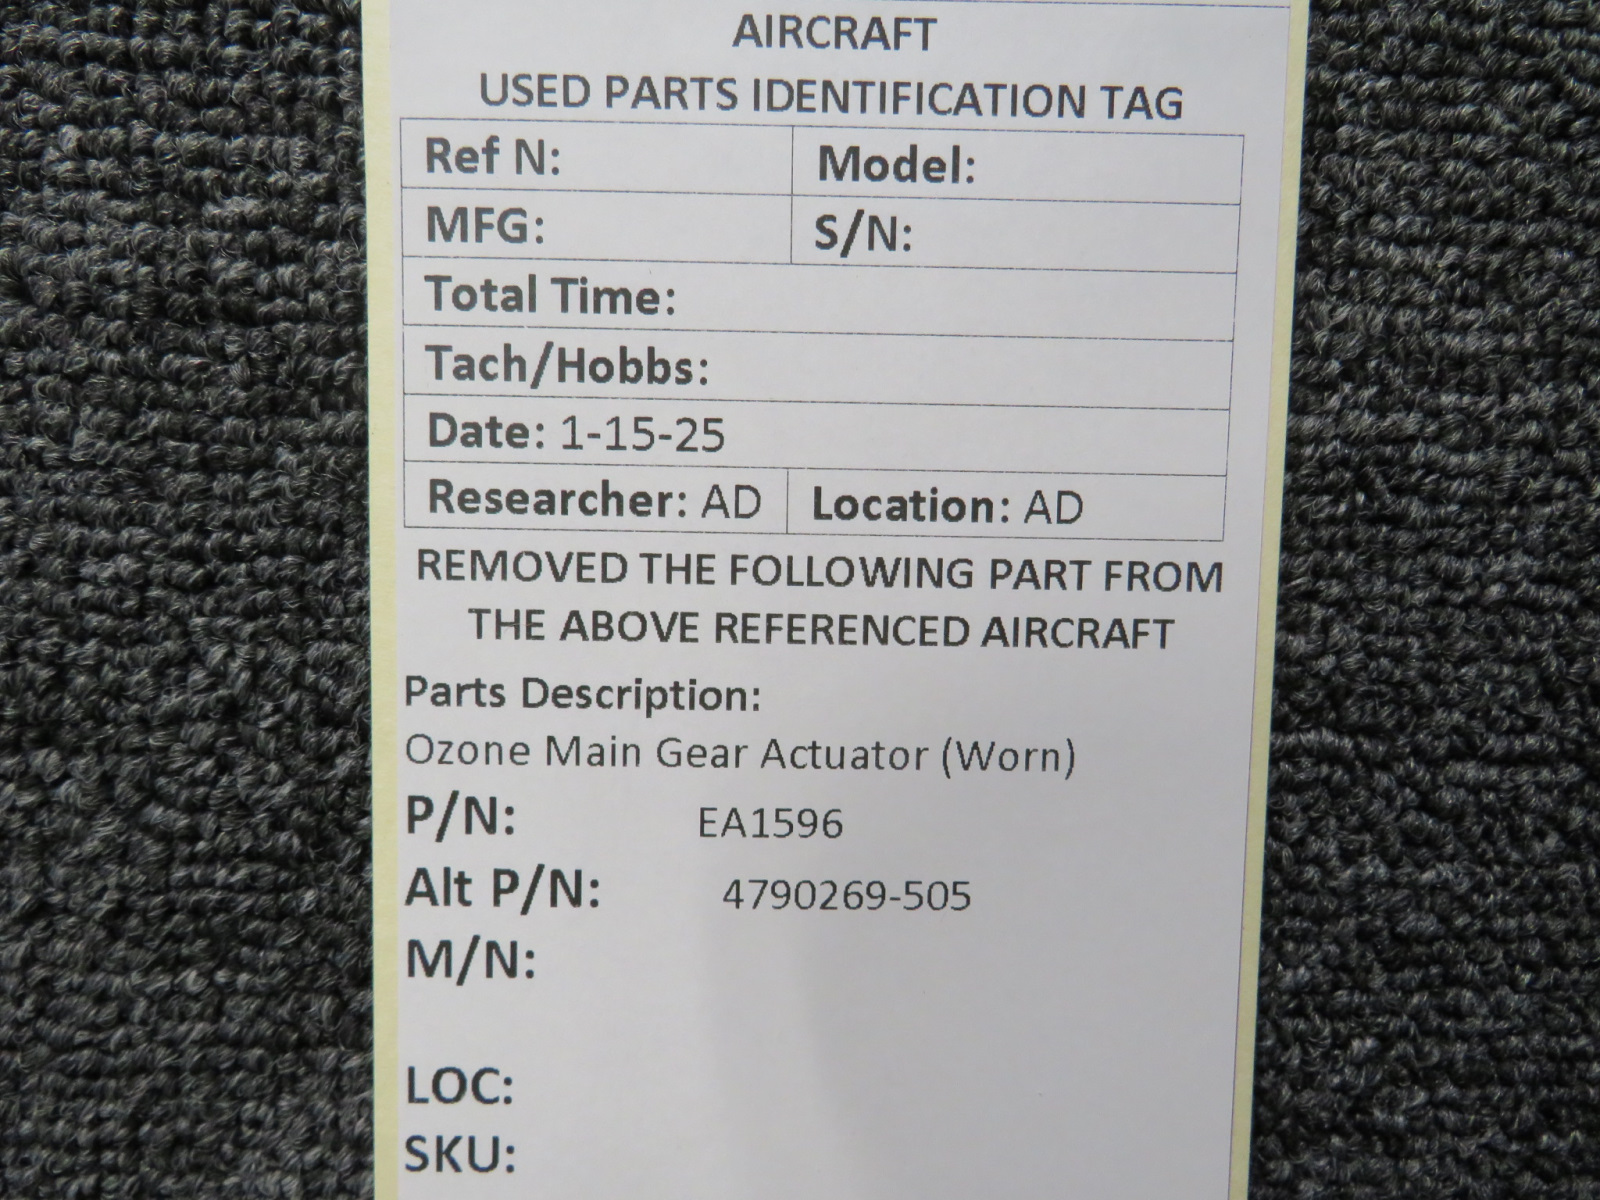 AIRCRAFT
USED PARTS IDENTIFICATION TAG
Ref N: Model:
MFG: S/N:
Total Time:
Tach/Hobbs:
Date: 1-15-25
Researcher: AD Location: AD
REMOVED THE FOLLOWING PART FROM
THE ABOVE REFERENCED AIRCRAFT
Parts Description:
Ozone Main Gear Actuator (Worn)
P/N: EA1596
Alt P/N: 4790269-505
M/N:
LOC:
SKU: